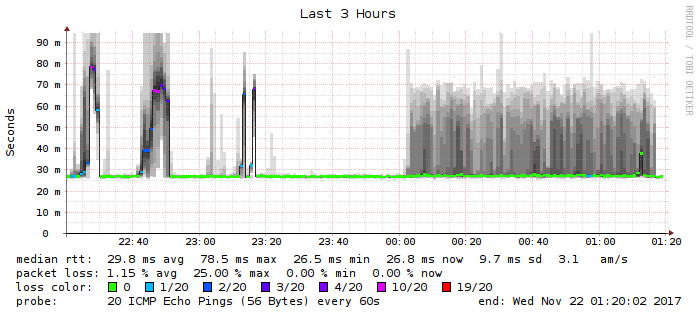 Last 3 Hours
RRDTOOL / TOBI OETIKER
Seconds
90 m
80 m
70 m
60 m
50 m
40 m
30 m
20 m
10 m
0
22:40 23:00 23:20 23:40 00:00 00:20 00:40 01:00 01:20
median rtt: 29.8 ms avg 78.5 ms max 26.5 ms min 26.8 ms now 9.7 ms sd 3.1 am/s
packet loss: 1.15 % avg 25.00 % max 0.00 % min 0.00 % now
loss color: 0 1/20 2/20 3/20 4/20 10/20 19/20
probe: 20 ICMP Echo Pings (56 Bytes) every 60s end: Wed Nov 22 01:20:02 2017